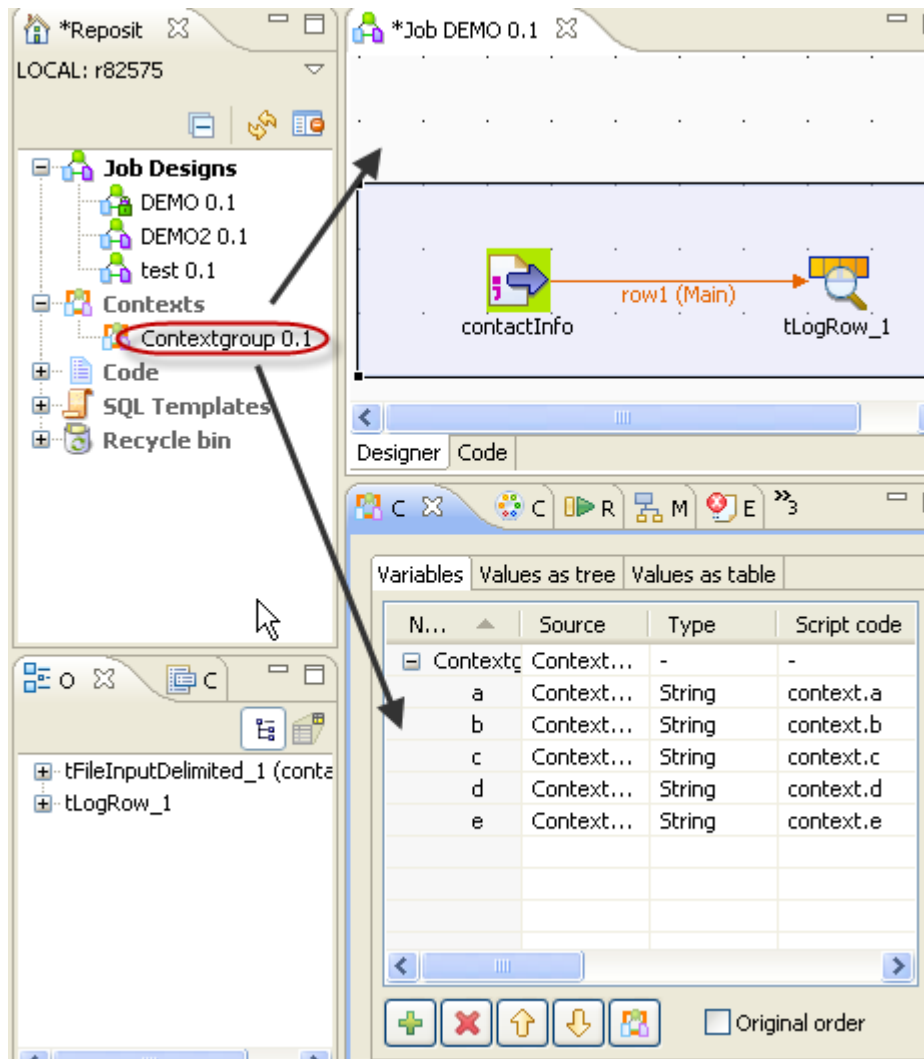 *Reposit
LOCAL: r82575
Job Designs
DEMO 0.1
DEMO2 0.1
test 0.1
Contexts
Contextgroup 0.1
Code
SQL Templates
Recycle bin
O
C
tFileInputDelimited_1 (conta
tLogRow_1
*Job DEMO 0.1
row1 (Main)
contactInfo
tLogRow_1
Designer Code
C C R M E »3
Variables Values as tree Values as table
N... Source Type Script code
Contextg Context... - -
a Context... String context.a
b Context... String context.b
c Context... String context.c
d Context... String context.d
e Context... String context.e
Original order